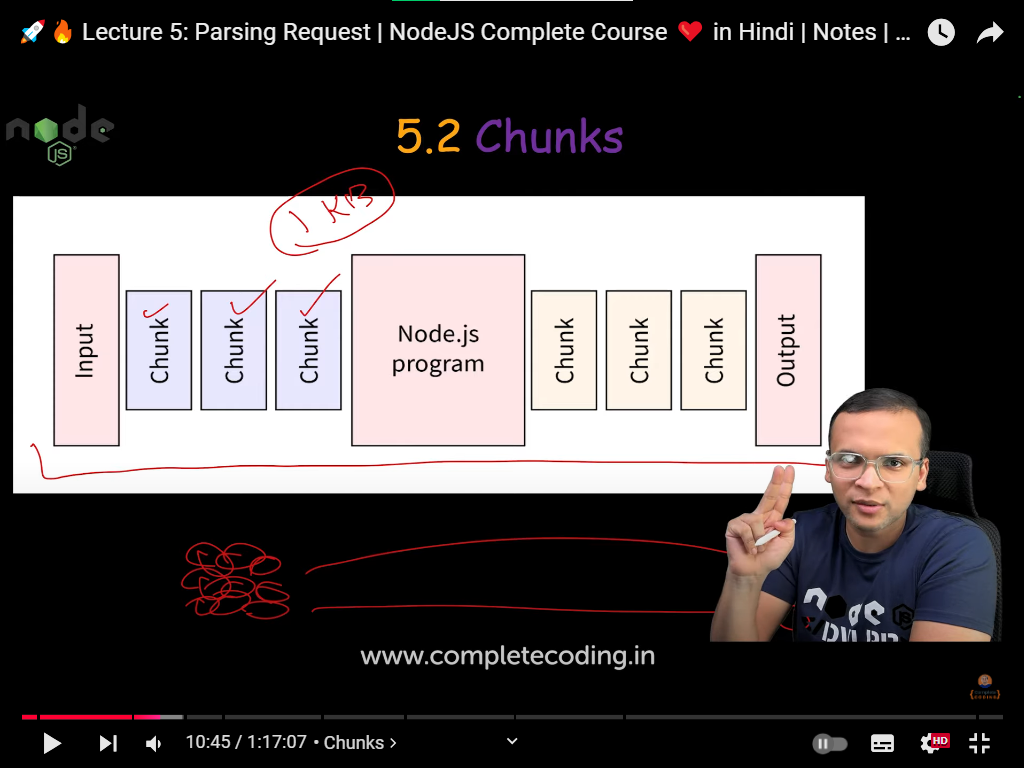 🚀🔥 Lecture 5: Parsing Request | NodeJS Complete Course ❤️ in Hindi | Notes | ...
node
JS
5.2 Chunks
1 KB
Input
Chunk
Chunk
Chunk
Node.js
program
Chunk
Chunk
Chunk
Output
node
JS
www.completecoding.in
10:45 / 1:17:07 • Chunks >
HD